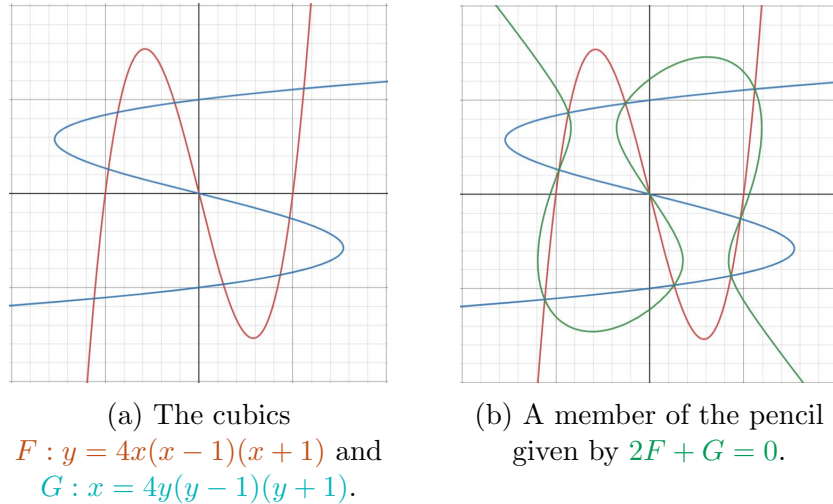 (a) The cubics
F : y = 4x(x − 1)(x + 1) and
G : x = 4y(y − 1)(y + 1).
(b) A member of the pencil
given by 2F + G = 0.